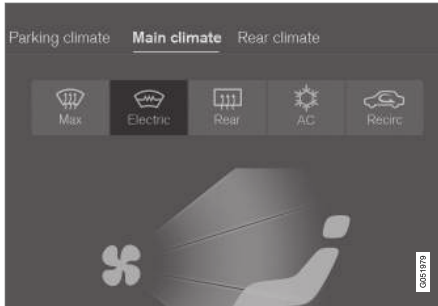 Parking climate Main climate Rear climate
Max Electric Rear AC Recirc
G051979